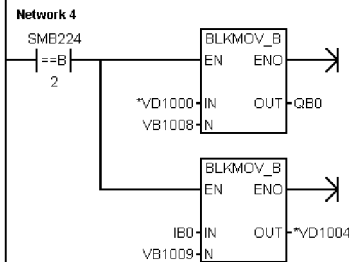 Network 4
SMB224
==B
2
BLKMOV_B
EN ENO
*VD1000 IN OUT QB0
VB1008 N
BLKMOV_B
EN ENO
IB0 IN OUT *VD1004
VB1009 N